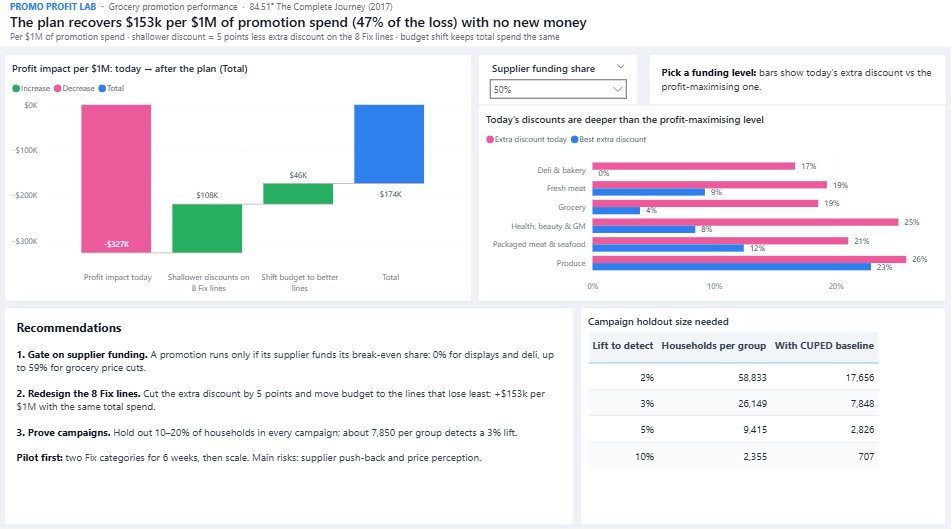 PROMO PROFIT LAB · Grocery promotion performance · 84.51° The Complete Journey (2017)
The plan recovers $153k per $1M of promotion spend (47% of the loss) with no new money
Per $1M of promotion spend · shallower discount = 5 points less extra discount on the 8 Fix lines · budget shift keeps total spend the same
Profit impact per $1M: today → after the plan (Total)
Increase Decrease Total
$0K
-$100K
-$200K
-$300K
-$327K
$108K
$46K
-$174K
Profit impact today
Shallower discounts on
8 Fix lines
Shift budget to better
lines
Total
Supplier funding share
50%
Pick a funding level: bars show today's extra discount vs the
profit-maximising one.
Today's discounts are deeper than the profit-maximising level
Extra discount today Best extra discount
Deli & bakery 17%
0%
Fresh meat 19%
9%
Grocery 19%
4%
Health, beauty & GM 25%
8%
Packaged meat & seafood 21%
12%
Produce 26%
23%
0% 10% 20%
Recommendations
1. Gate on supplier funding. A promotion runs only if its supplier funds its break-even share: 0% for displays and deli, up
to 59% for grocery price cuts.
2. Redesign the 8 Fix lines. Cut the extra discount by 5 points and move budget to the lines that lose least: +$153k per
$1M with the same total spend.
3. Prove campaigns. Hold out 10–20% of households in every campaign; about 7,850 per group detects a 3% lift.
Pilot first: two Fix categories for 6 weeks, then scale. Main risks: supplier push-back and price perception.
Campaign holdout size needed
Lift to detect Households per group With CUPED baseline
2% 58,833 17,656
3% 26,149 7,848
5% 9,415 2,826
10% 2,355 707